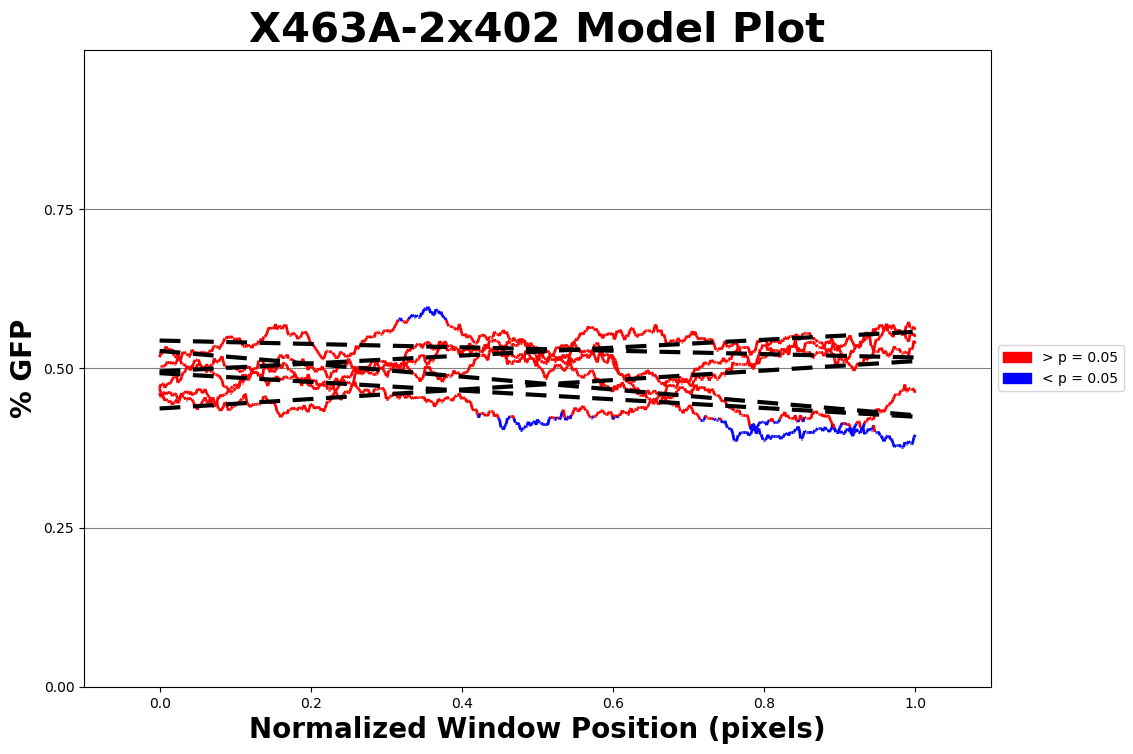 X463A-2x402 Model Plot
% GFP
0.75
0.50
0.25
0.00
0.0 0.2 0.4 0.6 0.8 1.0
Normalized Window Position (pixels)
> p = 0.05
< p = 0.05